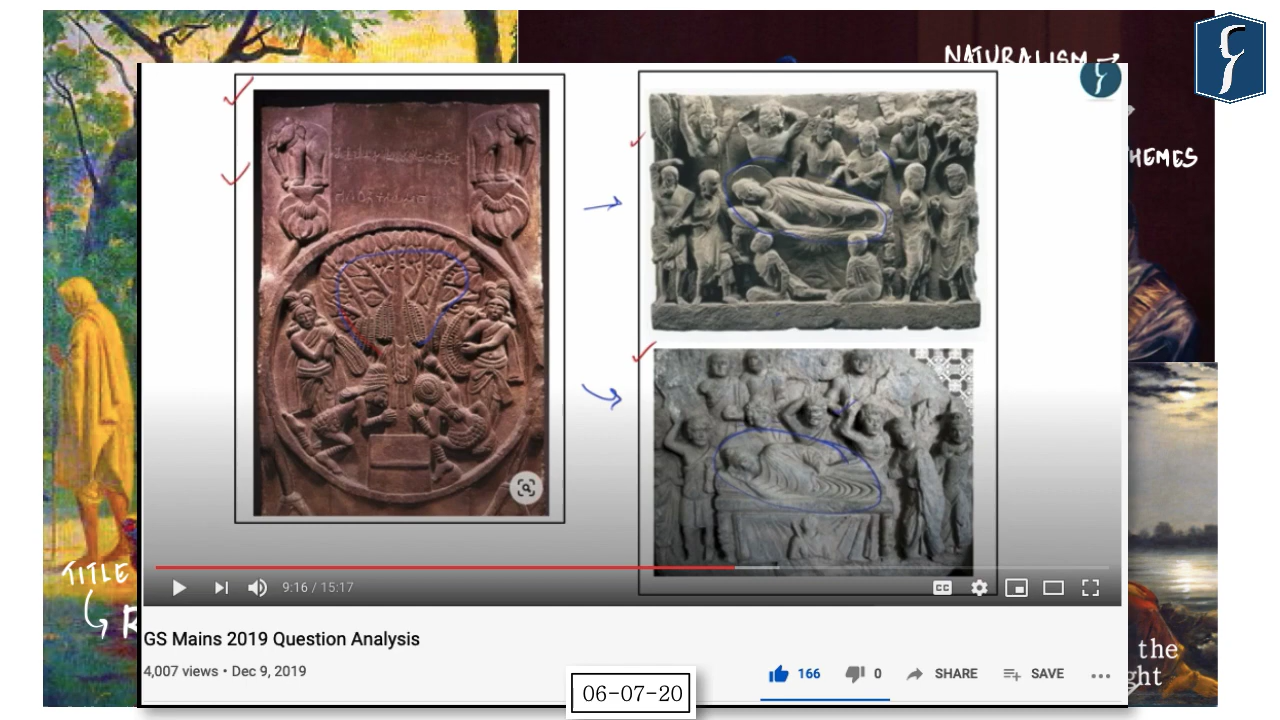 NATURALISM →
HEMES
TITLE
9:16 / 15:17
CC
GS Mains 2019 Question Analysis
4,007 views • Dec 9, 2019
166
0
SHARE
SAVE
the
ght
06-07-20